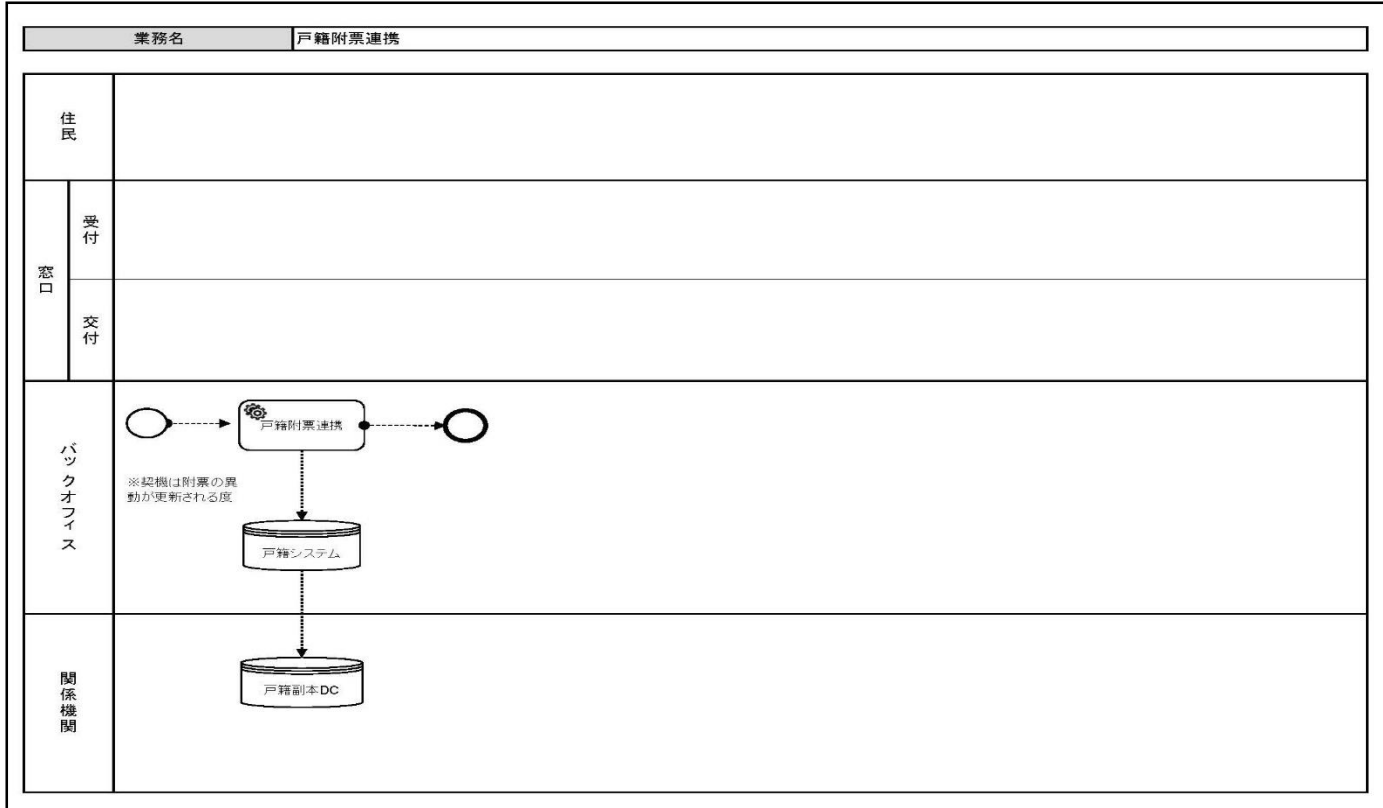 業務名
戸籍附票連携
住民
窓口
受付
交付
バックオフィス
戸籍附票連携
※契機は附票の異
動が更新される度
戸籍システム
関係機関
戸籍副本DC